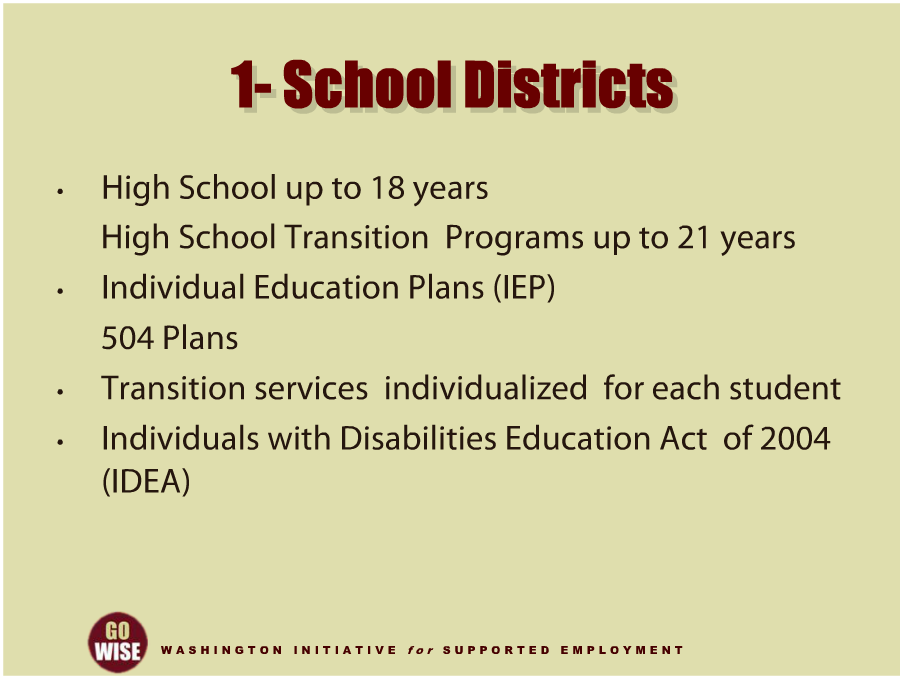 1- School Districts
• High School up to 18 years
High School Transition Programs up to 21 years
• Individual Education Plans (IEP)
504 Plans
• Transition services individualized for each student
• Individuals with Disabilities Education Act of 2004
(IDEA)
GO
WISE
WASHINGTON INITIATIVE for SUPPORTED EMPLOYMENT